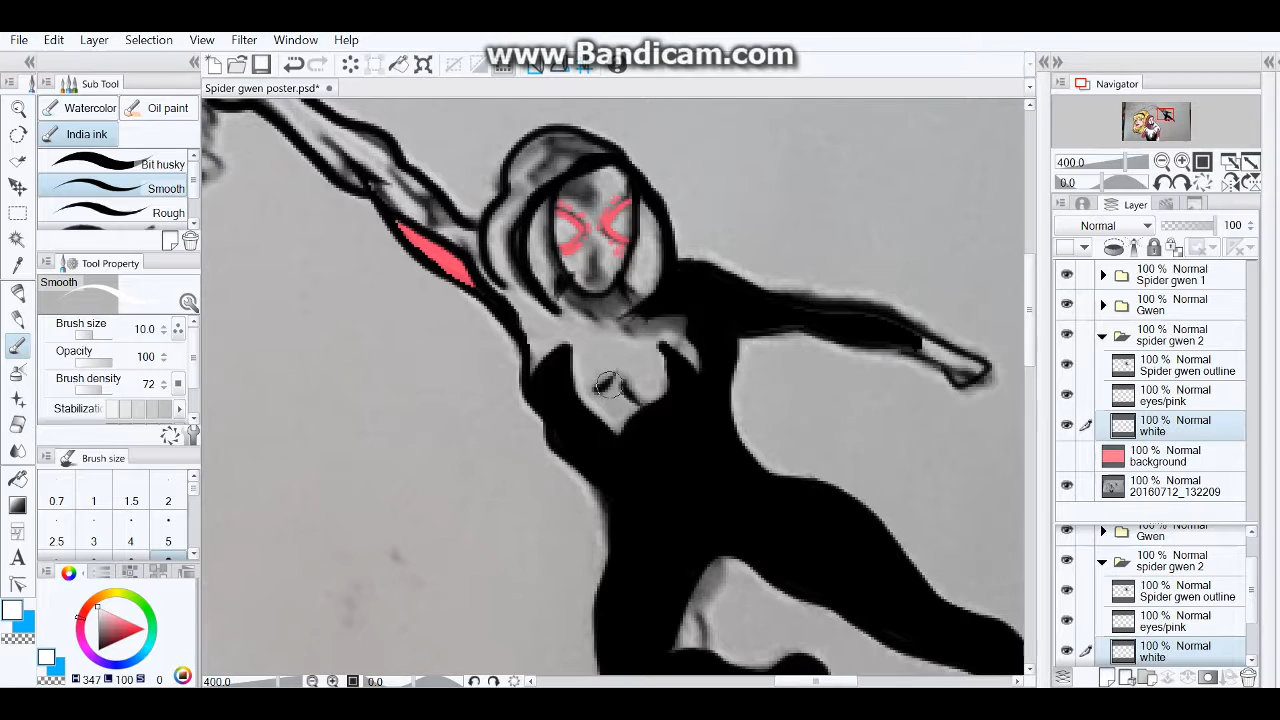 File Edit Layer Selection View Filter Window Help
www.Bandicam.com
Sub Tool
Watercolor Oil paint
India ink
Bit husky
Smooth
Rough
Tool Property
Smooth
Brush size 10.0
Opacity 100
Brush density 72
Stabilizatic
Brush size
0.7 1 1.5 2
2.5 3 4 5
H 347 L 100 S 0
Spider gwen poster.psd*
400.0 0.0
Navigator
400.0
0.0
Layer
Normal 100
100 % Normal
Spider gwen 1
100 % Normal
Gwen
100 % Normal
spider gwen 2
100 % Normal
Spider gwen outline
100 % Normal
eyes/pink
100 % Normal
white
100 % Normal
background
100 % Normal
20160712_132209
Gwen
100 % Normal
spider gwen 2
100 % Normal
Spider gwen outline
100 % Normal
eyes/pink
100 % Normal
white